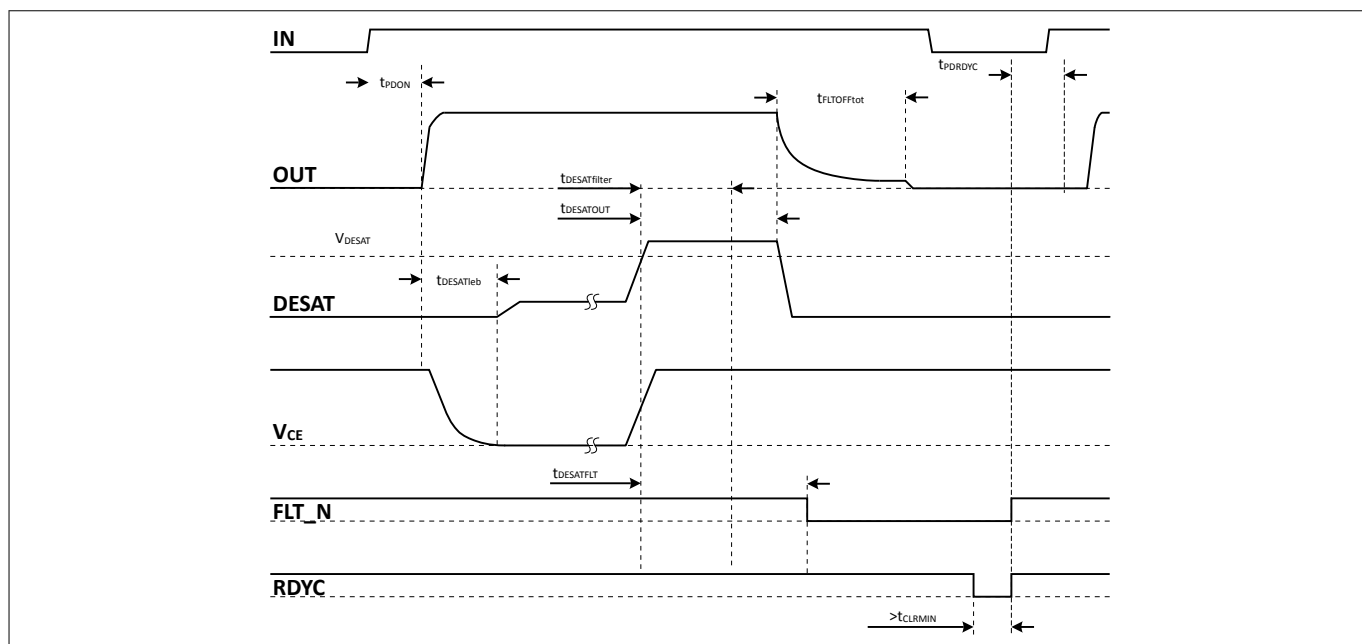 IN
tPDRDYC
tPDON
tFLTOFFtot
OUT
tDESATfilter
tDESATOUT
VDESAT
tDESATleb
DESAT
VCE
tDESATFLT
FLT_N
RDYC
>tCLRMIN